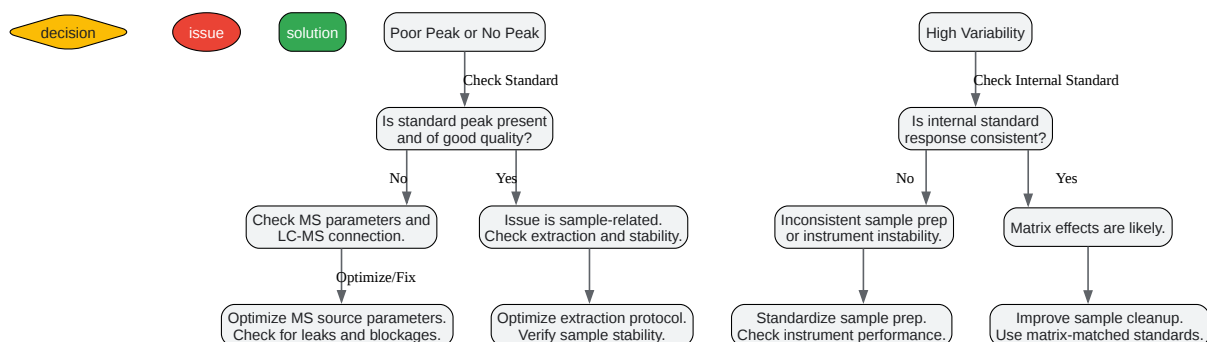 decision
issue
solution
Poor Peak or No Peak
High Variability
Check Standard
Check Internal Standard
Is standard peak present
and of good quality?
Is internal standard
response consistent?
No
Yes
No
Yes
Check MS parameters and
LC-MS connection.
Issue is sample-related.
Check extraction and stability.
Inconsistent sample prep
or instrument instability.
Matrix effects are likely.
Optimize/Fix
Optimize MS source parameters.
Check for leaks and blockages.
Optimize extraction protocol.
Verify sample stability.
Standardize sample prep.
Check instrument performance.
Improve sample cleanup.
Use matrix-matched standards.